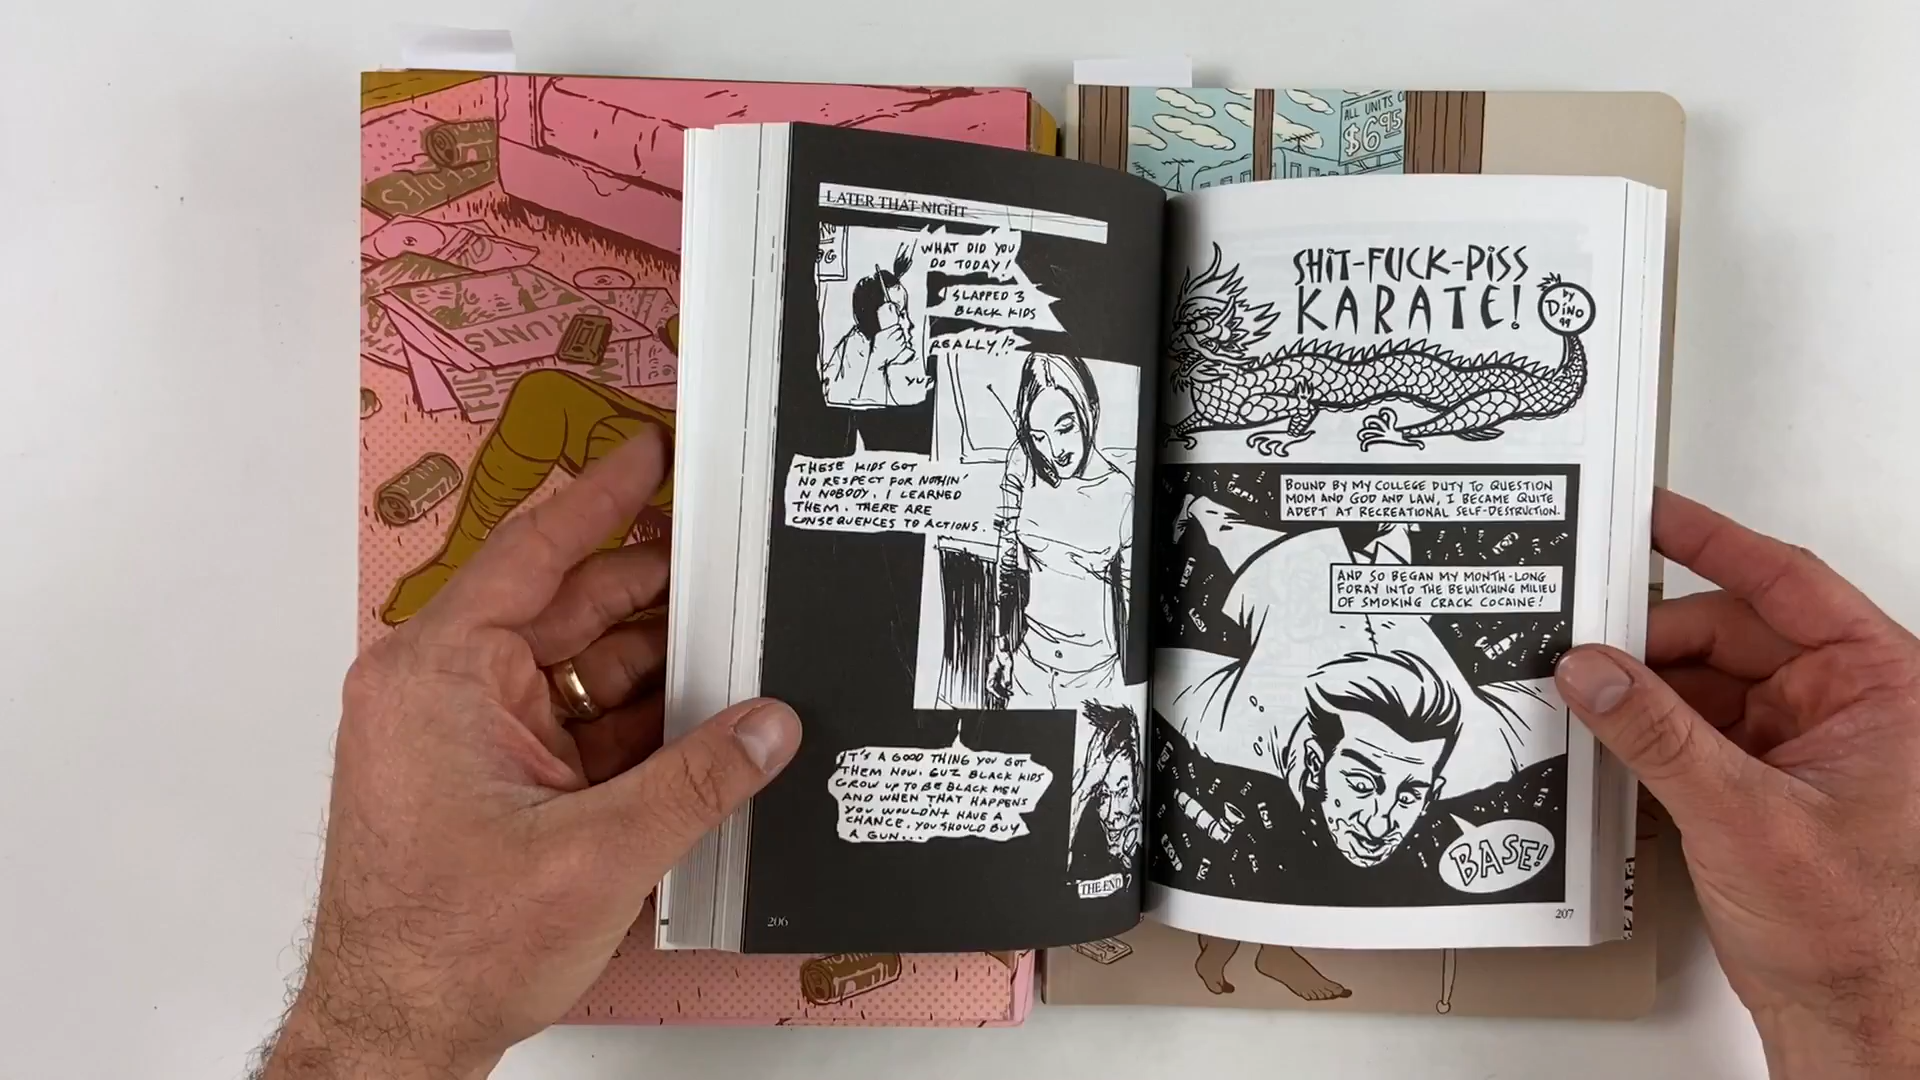 LATER THAT NIGHT
WHAT DID YOU
DO TODAY!
I SLAPPED 3
BLACK KIDS
REALLY!?
YUP
THESE KIDS GOT
NO RESPECT FOR NOTHIN'
N NOBODY. I LEARNED
THEM. THERE ARE
CONSEQUENCES TO ACTIONS.
IT'S A GOOD THING YOU GOT
THEM NOW. CUZ BLACK KIDS
GROW UP TO BE BLACK MEN
AND WHEN THAT HAPPENS
YOU WOULDN'T HAVE A
CHANCE. YOU SHOULD BUY
A GUN...
THE END?
206
SHIT-FUCK-PISS
KARATE!
by
DINO
99
BOUND BY MY COLLEGE DUTY TO QUESTION
MOM AND GOD AND LAW, I BECAME QUITE
ADEPT AT RECREATIONAL SELF-DESTRUCTION.
AND SO BEGAN MY MONTH-LONG
FORAY INTO THE BEWITCHING MILIEU
OF SMOKING CRACK COCAINE!
BASE!
207
ALL UNITS
$6.95
RUNTS